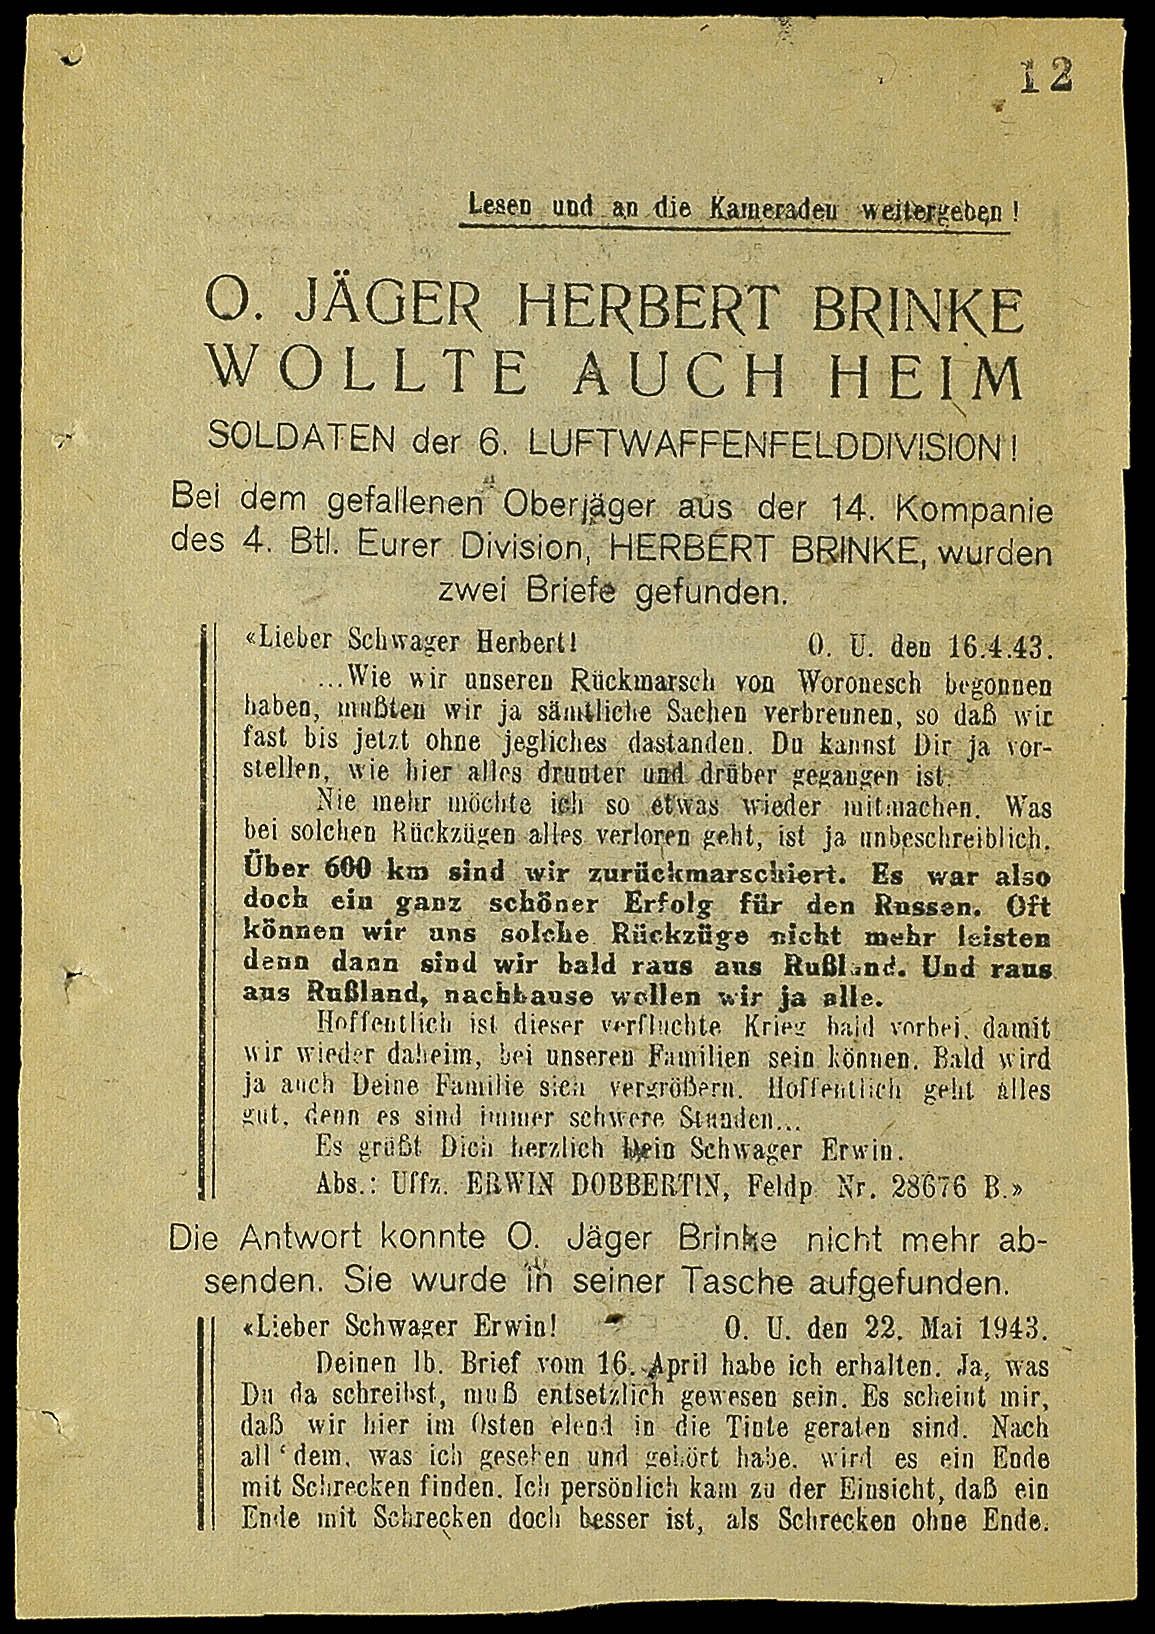 12
Lesen und an die Kameraden weitergeben!
O. JÄGER HERBERT BRINKE
WOLLTE AUCH HEIM
SOLDATEN der 6. LUFTWAFFENFELDDIVISION!
Bei dem gefallenen Oberjäger aus der 14. Kompanie
des 4. Btl. Eurer Division, HERBERT BRINKE, wurden
zwei Briefe gefunden.
«Lieber Schwager Herbert! O. U. den 16.4.43.
...Wie wir unseren Rückmarsch von Woronesch begonnen
haben, mußten wir ja sämtliche Sachen verbrennen, so daß wir
fast bis jetzt ohne jegliches dastanden. Du kannst Dir ja vor-
stellen, wie hier alles drunter und drüber gegangen ist.
Nie mehr möchte ich so etwas wieder mitmachen. Was
bei solchen Rückzügen alles verloren geht, ist ja unbeschreiblich.
Über 600 km sind wir zurückmarschiert. Es war also
doch ein ganz schöner Erfolg für den Russen. Oft
können wir uns solche Rückzüge nicht mehr leisten
denn dann sind wir bald raus aus Rußland. Und raus
aus Rußland, nachhause wollen wir ja alle.
Hoffentlich ist dieser verfluchte Krieg bald vorbei, damit
wir wieder daheim, bei unseren Familien sein können. Bald wird
ja auch Deine Familie sich vergrößern. Hoffentlich geht alles
gut, denn es sind immer schwere Stunden...
Es grüßt Dich herzlich Dein Schwager Erwin.
Abs.: Uffz. ERWIN DOBBERTIN, Feldp. Nr. 28676 B.»
Die Antwort konnte O. Jäger Brinke nicht mehr ab-
senden. Sie wurde in seiner Tasche aufgefunden.
«Lieber Schwager Erwin! O. U. den 22. Mai 1943.
Deinen lb. Brief vom 16. April habe ich erhalten. Ja, was
Du da schreibst, muß entsetzlich gewesen sein. Es scheint mir,
daß wir hier im Osten elend in die Tinte geraten sind. Nach
all' dem, was ich gesehen und gehört habe, wird es ein Ende
mit Schrecken finden. Ich persönlich kam zu der Einsicht, daß ein
Ende mit Schrecken doch besser ist, als Schrecken ohne Ende.